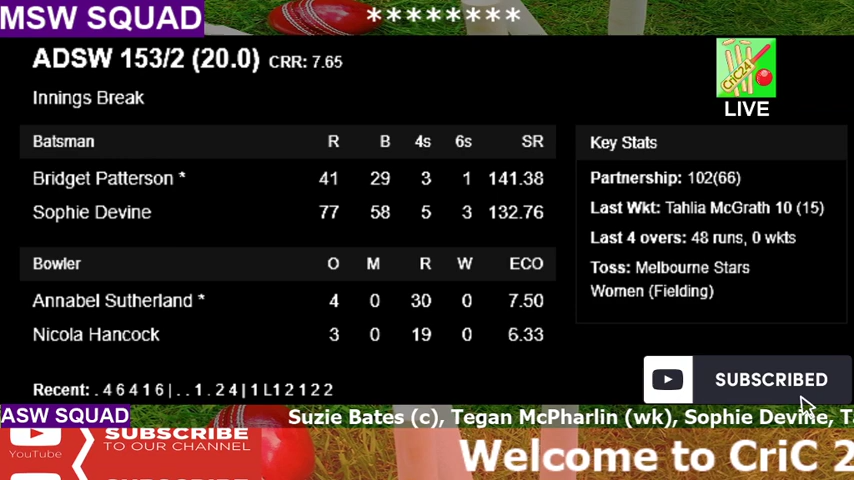 MSW SQUAD
********
ADSW 153/2 (20.0) CRR: 7.65
Innings Break
CriC24
LIVE
Batsman R B 4s 6s SR
Bridget Patterson * 41 29 3 1 141.38
Sophie Devine 77 58 5 3 132.76
Bowler O M R W ECO
Annabel Sutherland * 4 0 30 0 7.50
Nicola Hancock 3 0 19 0 6.33
Key Stats
Partnership: 102(66)
Last Wkt: Tahlia McGrath 10 (15)
Last 4 overs: 48 runs, 0 wkts
Toss: Melbourne Stars
Women (Fielding)
SUBSCRIBED
Recent: . 4 6 4 1 6 | . . 1 . 2 4 | 1 L1 2 1 2 2
ASW SQUAD
Suzie Bates (c), Tegan McPharlin (wk), Sophie Devine, T
YouTube
SUBSCRIBE
TO OUR CHANNEL
Welcome to CriC 2